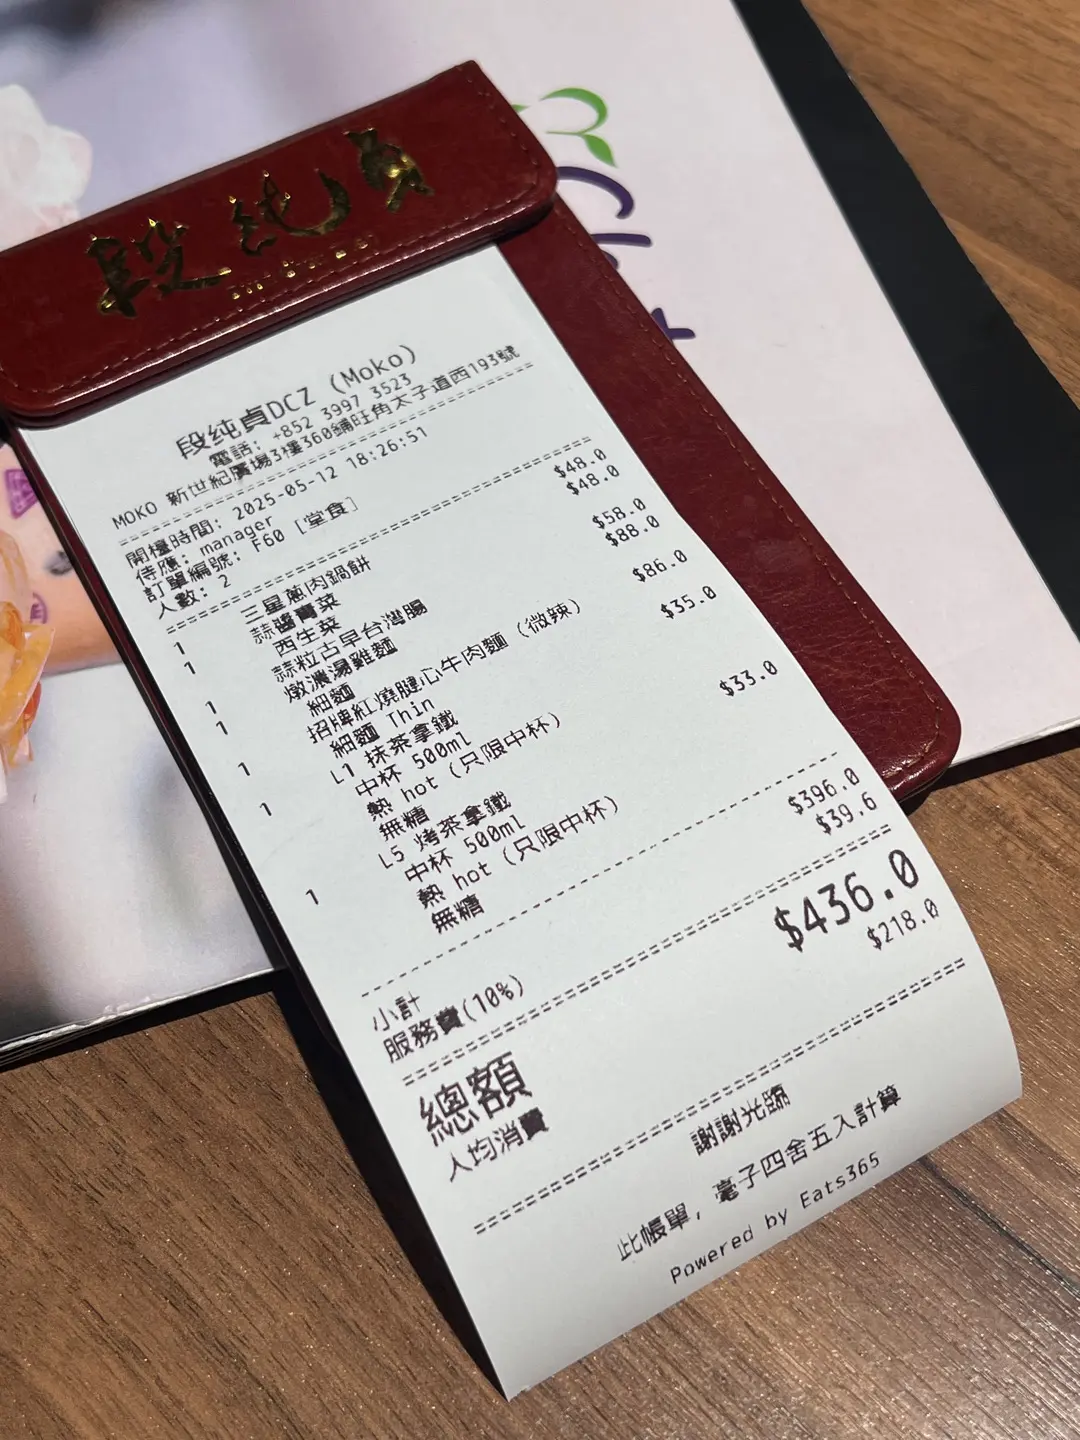 段純貞
段纯貞DCZ (Moko)
電話: +852 3997 3523
MOKO 新世紀廣場3樓360鋪旺角太子道西193號
開檯時間: 2025-05-12 18:26:51
侍應: manager
訂單編號: F60 [堂食]
人數: 2
1 三星蔥肉鍋餅 $48.0
1 蒜醬青菜 $48.0
西生菜
1 蒜粒古早台灣腸 $58.0
1 燉濃湯雞麵 $88.0
細麵
1 招牌紅燒腱心牛肉麵 (微辣) $86.0
細麵 Thin
1 L1 抹茶拿鐵 $35.0
中杯 500ml
熱 hot (只限中杯)
無糖
1 L5 烤茶拿鐵 $33.0
中杯 500ml
熱 hot (只限中杯)
無糖
小計 $396.0
服務費(10%) $39.6
總額 $436.0
人均消費 $218.0
謝謝光臨
此帳單，毫子四舍五入計算
Powered by Eats365